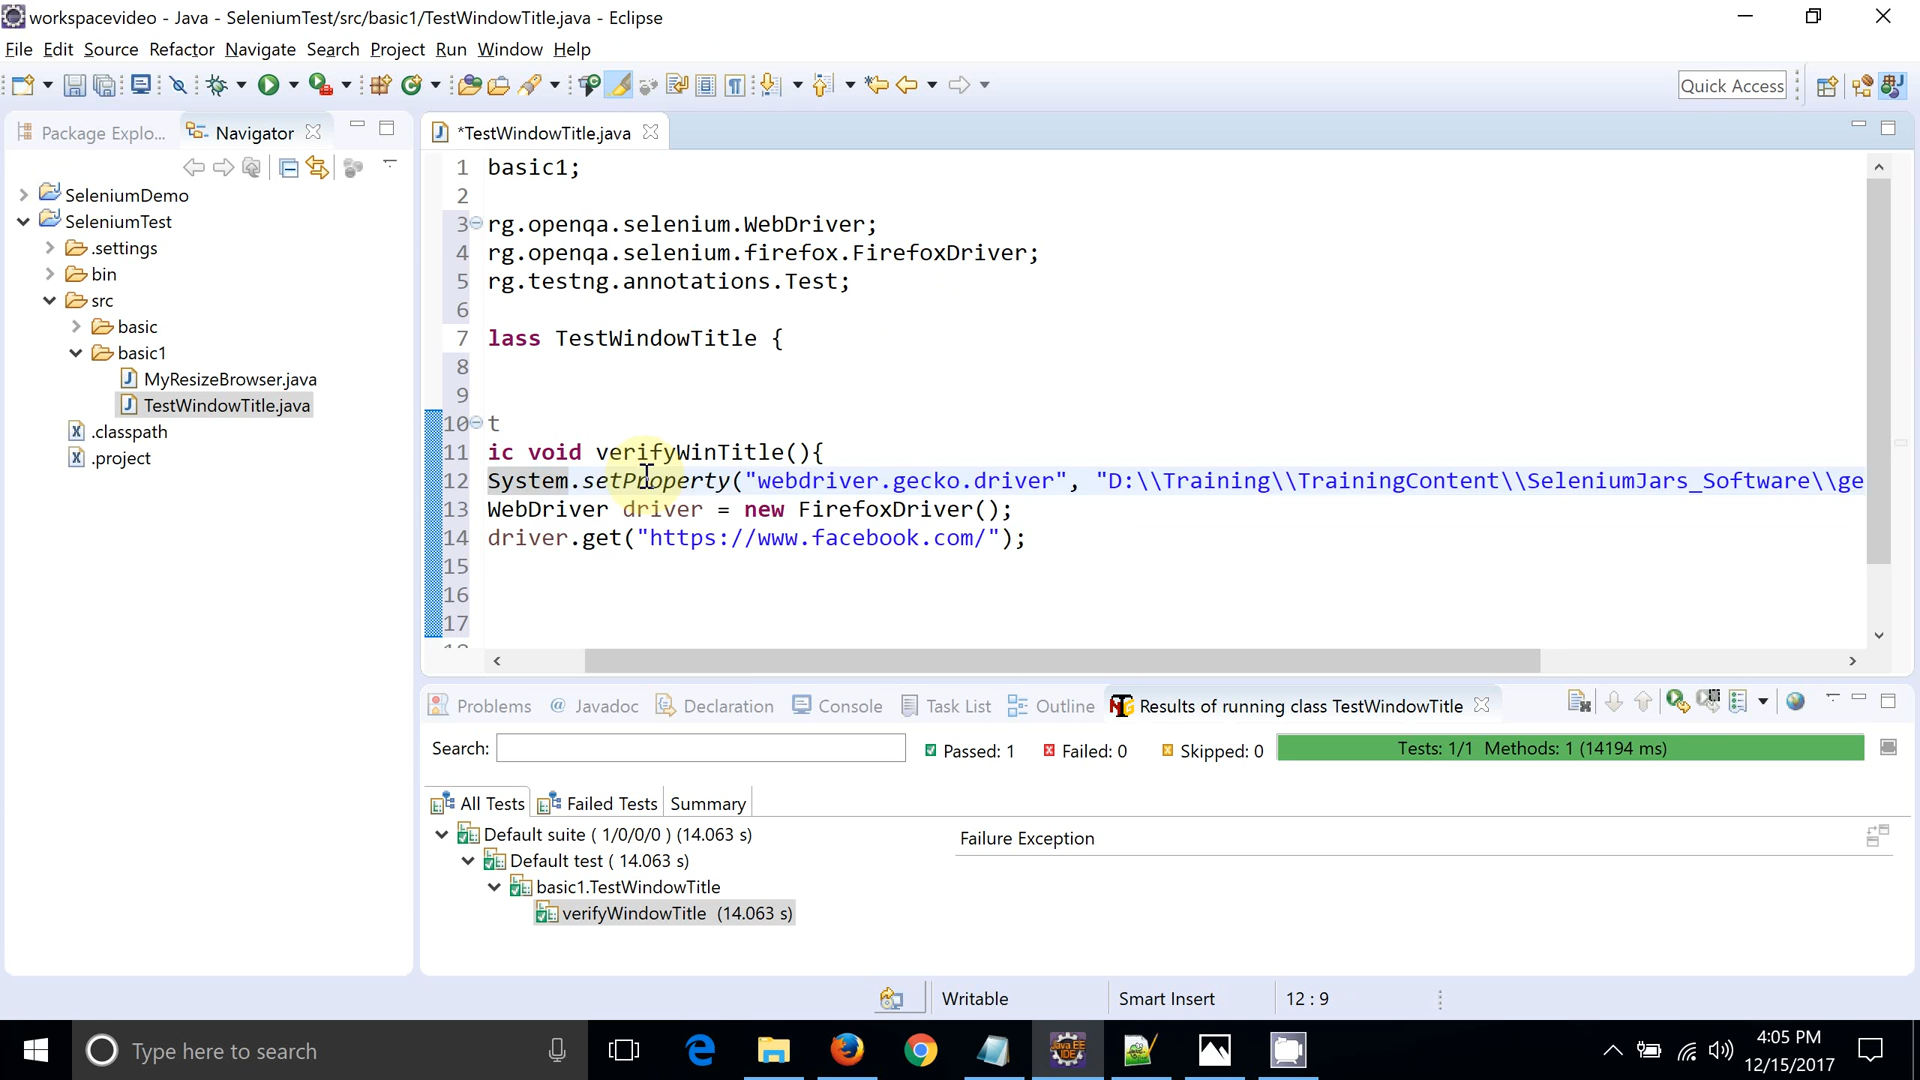 workspacevideo - Java - SeleniumTest/src/basic1/TestWindowTitle.java - Eclipse
File Edit Source Refactor Navigate Search Project Run Window Help
Quick Access
Package Explo...
Navigator
*TestWindowTitle.java
SeleniumDemo
SeleniumTest
.settings
bin
src
basic
basic1
MyResizeBrowser.java
TestWindowTitle.java
.classpath
.project
1 basic1;
2
3 rg.openqa.selenium.WebDriver;
4 rg.openqa.selenium.firefox.FirefoxDriver;
5 rg.testng.annotations.Test;
6
7 lass TestWindowTitle {
8
9
10 t
11 ic void verifyWinTitle(){
12 System.setProperty("webdriver.gecko.driver", "D:\\Training\\TrainingContent\\SeleniumJars_Software\\ge
13 WebDriver driver = new FirefoxDriver();
14 driver.get("https://www.facebook.com/");
15
16
17
Problems @ Javadoc Declaration Console Task List Outline Results of running class TestWindowTitle
Search: Passed: 1 Failed: 0 Skipped: 0 Tests: 1/1 Methods: 1 (14194 ms)
All Tests Failed Tests Summary
Default suite ( 1/0/0/0 ) (14.063 s)
Default test ( 14.063 s)
basic1.TestWindowTitle
verifyWindowTitle (14.063 s)
Failure Exception
Writable Smart Insert 12 : 9
Type here to search
Java EE
IDE
4:05 PM
12/15/2017